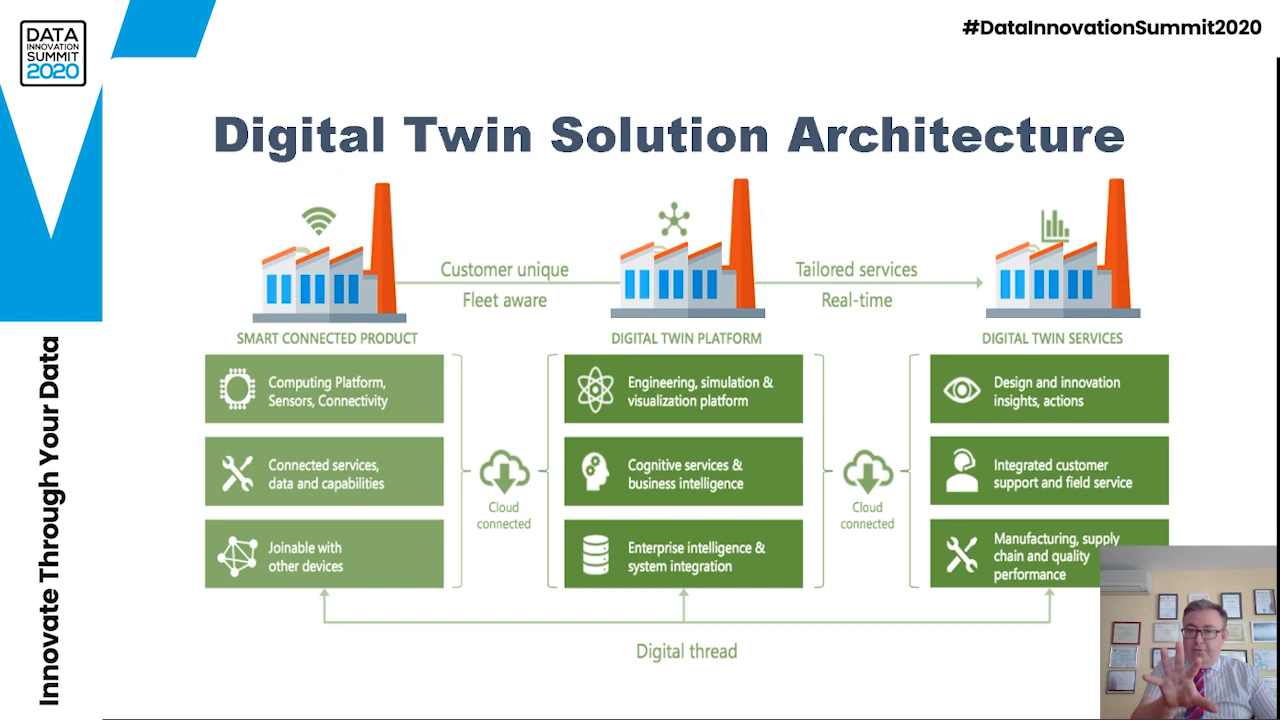 DATA
INNOVATION
SUMMIT
2020
#DataInnovationSummit2020
Innovate Through Your Data
Digital Twin Solution Architecture
Customer unique
Fleet aware
Tailored services
Real-time
SMART CONNECTED PRODUCT
DIGITAL TWIN PLATFORM
DIGITAL TWIN SERVICES
Computing Platform,
Sensors, Connectivity
Connected services,
data and capabilities
Joinable with
other devices
Cloud
connected
Engineering, simulation &
visualization platform
Cognitive services &
business intelligence
Enterprise intelligence &
system integration
Cloud
connected
Design and innovation
insights, actions
Integrated customer
support and field service
Manufacturing, supply
chain and quality
performance
Digital thread